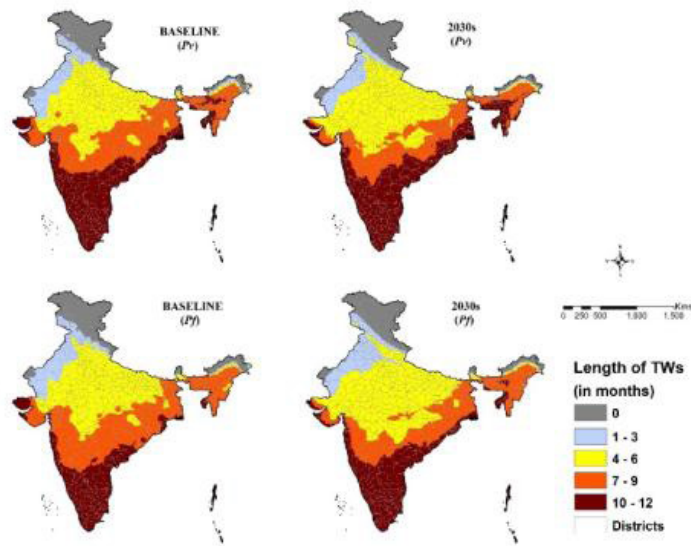 BASELINE
(Pv)
2030s
(Pv)
BASELINE
(Pf)
2030s
(Pf)
Kms
0 250 500 1,000 1,500
Length of TWs
(in months)
0
1 - 3
4 - 6
7 - 9
10 - 12
Districts